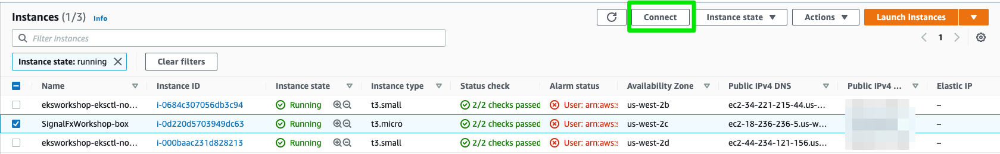 Instances (1/3) Info
Connect Instance state Actions Launch instances
Filter instances
1
Instance state: running Clear filters
Name Instance ID Instance state Instance type Status check Alarm status Availability Zone Public IPv4 DNS Public IPv4 ... Elastic IP
eksworkshop-eksctl-no... i-0684c307056db3c94 Running t3.small 2/2 checks passed User: arn:aws:s us-west-2b ec2-34-221-215-44.us-... –
SignalFxWorkshop-box i-0d220d5703949dc63 Running t3.micro 2/2 checks passed User: arn:aws:s us-west-2c ec2-18-236-236-5.us-w... –
eksworkshop-eksctl-no... i-000baac231d828213 Running t3.small 2/2 checks passed User: arn:aws:s us-west-2d ec2-44-234-121-156.us... –